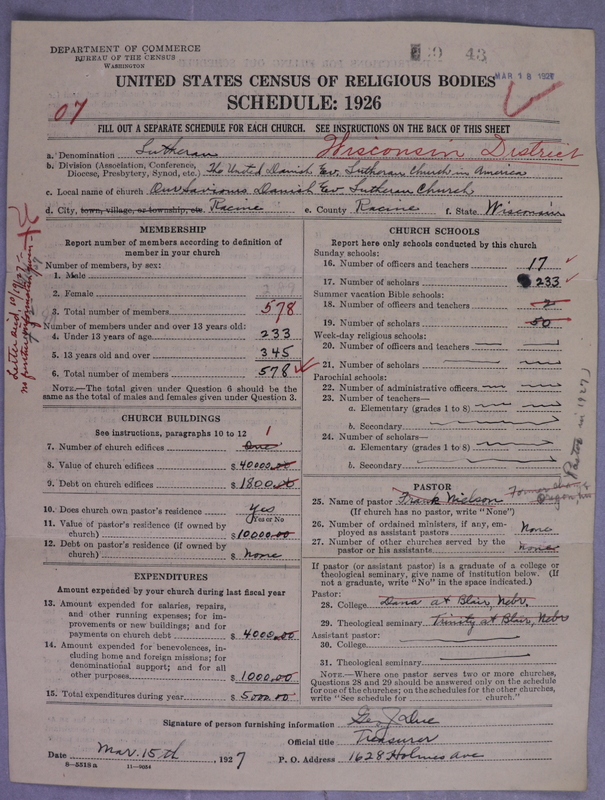 DEPARTMENT OF COMMERCE
BUREAU OF THE CENSUS
WASHINGTON
43
MAR 18 1927
UNITED STATES CENSUS OF RELIGIOUS BODIES
SCHEDULE: 1926
07
FILL OUT A SEPARATE SCHEDULE FOR EACH CHURCH. SEE INSTRUCTIONS ON THE BACK OF THIS SHEET
a. Denomination Lutheran Wisconsin District
b. Division (Association, Conference, Diocese, Presbytery, Synod, etc.) The United Danish Ev. Lutheran Church in America
c. Local name of church Our Saviours Danish Ev Lutheran Church
d. City, town, village, or township, etc. Racine e. County Racine f. State Wisconsin
MEMBERSHIP
Report number of members according to definition of
member in your church
Number of members, by sex:
1. Male
2. Female
3. Total number of members 578
Number of members under and over 13 years old:
4. Under 13 years of age 233
5. 13 years old and over 345
6. Total number of members 578
NOTE.—The total given under Question 6 should be the
same as the total of males and females given under Question 3.
CHURCH BUILDINGS
See instructions, paragraphs 10 to 12
7. Number of church edifices One 1
8. Value of church edifices $ 40000.00
9. Debt on church edifices $ 1800.00
10. Does church own pastor's residence Yes
Yes or No
11. Value of pastor's residence (if owned by
church) $ 10000.00
12. Debt on pastor's residence (if owned by
church) $ None
EXPENDITURES
Amount expended by your church during last fiscal year
13. Amount expended for salaries, repairs,
and other running expenses; for im-
provements or new buildings; and for
payments on church debt $ 4000.00
14. Amount expended for benevolences, in-
cluding home and foreign missions; for
denominational support; and for all
other purposes $ 1000.00
15. Total expenditures during year $ 5000.00
CHURCH SCHOOLS
Report here only schools conducted by this church
Sunday schools:
16. Number of officers and teachers 17
17. Number of scholars 233
Summer vacation Bible schools:
18. Number of officers and teachers 2
19. Number of scholars 50
Week-day religious schools:
20. Number of officers and teachers
21. Number of scholars
Parochial schools:
22. Number of administrative officers
23. Number of teachers—
a. Elementary (grades 1 to 8)
b. Secondary
24. Number of scholars—
a. Elementary (grades 1 to 8)
b. Secondary
PASTOR
25. Name of pastor Frank Nielson
(If church has no pastor, write "None")
26. Number of ordained ministers, if any, em-
ployed as assistant pastors None
27. Number of other churches served by the
pastor or his assistants None
If pastor (or assistant pastor) is a graduate of a college or
theological seminary, give name of institution below. (If
not a graduate, write "No" in the space indicated.)
Pastor:
28. College Dana at Blair, Nebr.
29. Theological seminary Trinity at Blair, Nebr
Assistant pastor:
30. College
31. Theological seminary
NOTE.—Where one pastor serves two or more churches,
Questions 28 and 29 should be answered only on the schedule
for one of the churches; on the schedules for the other churches,
write "See schedule for church."
Signature of person furnishing information
Official title Treasurer
Date Mar. 15th, 1927 P. O. Address 1628 Holmes Ave
8—5518a 11—9054